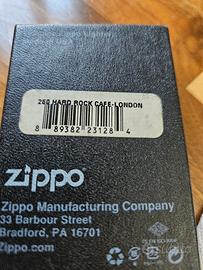 250 HARD ROCK CAFE-LONDON
8 89382 23128 4
zippo
Zippo Manufacturing Company
33 Barbour Street
Bradford, PA 16701
zippo.com